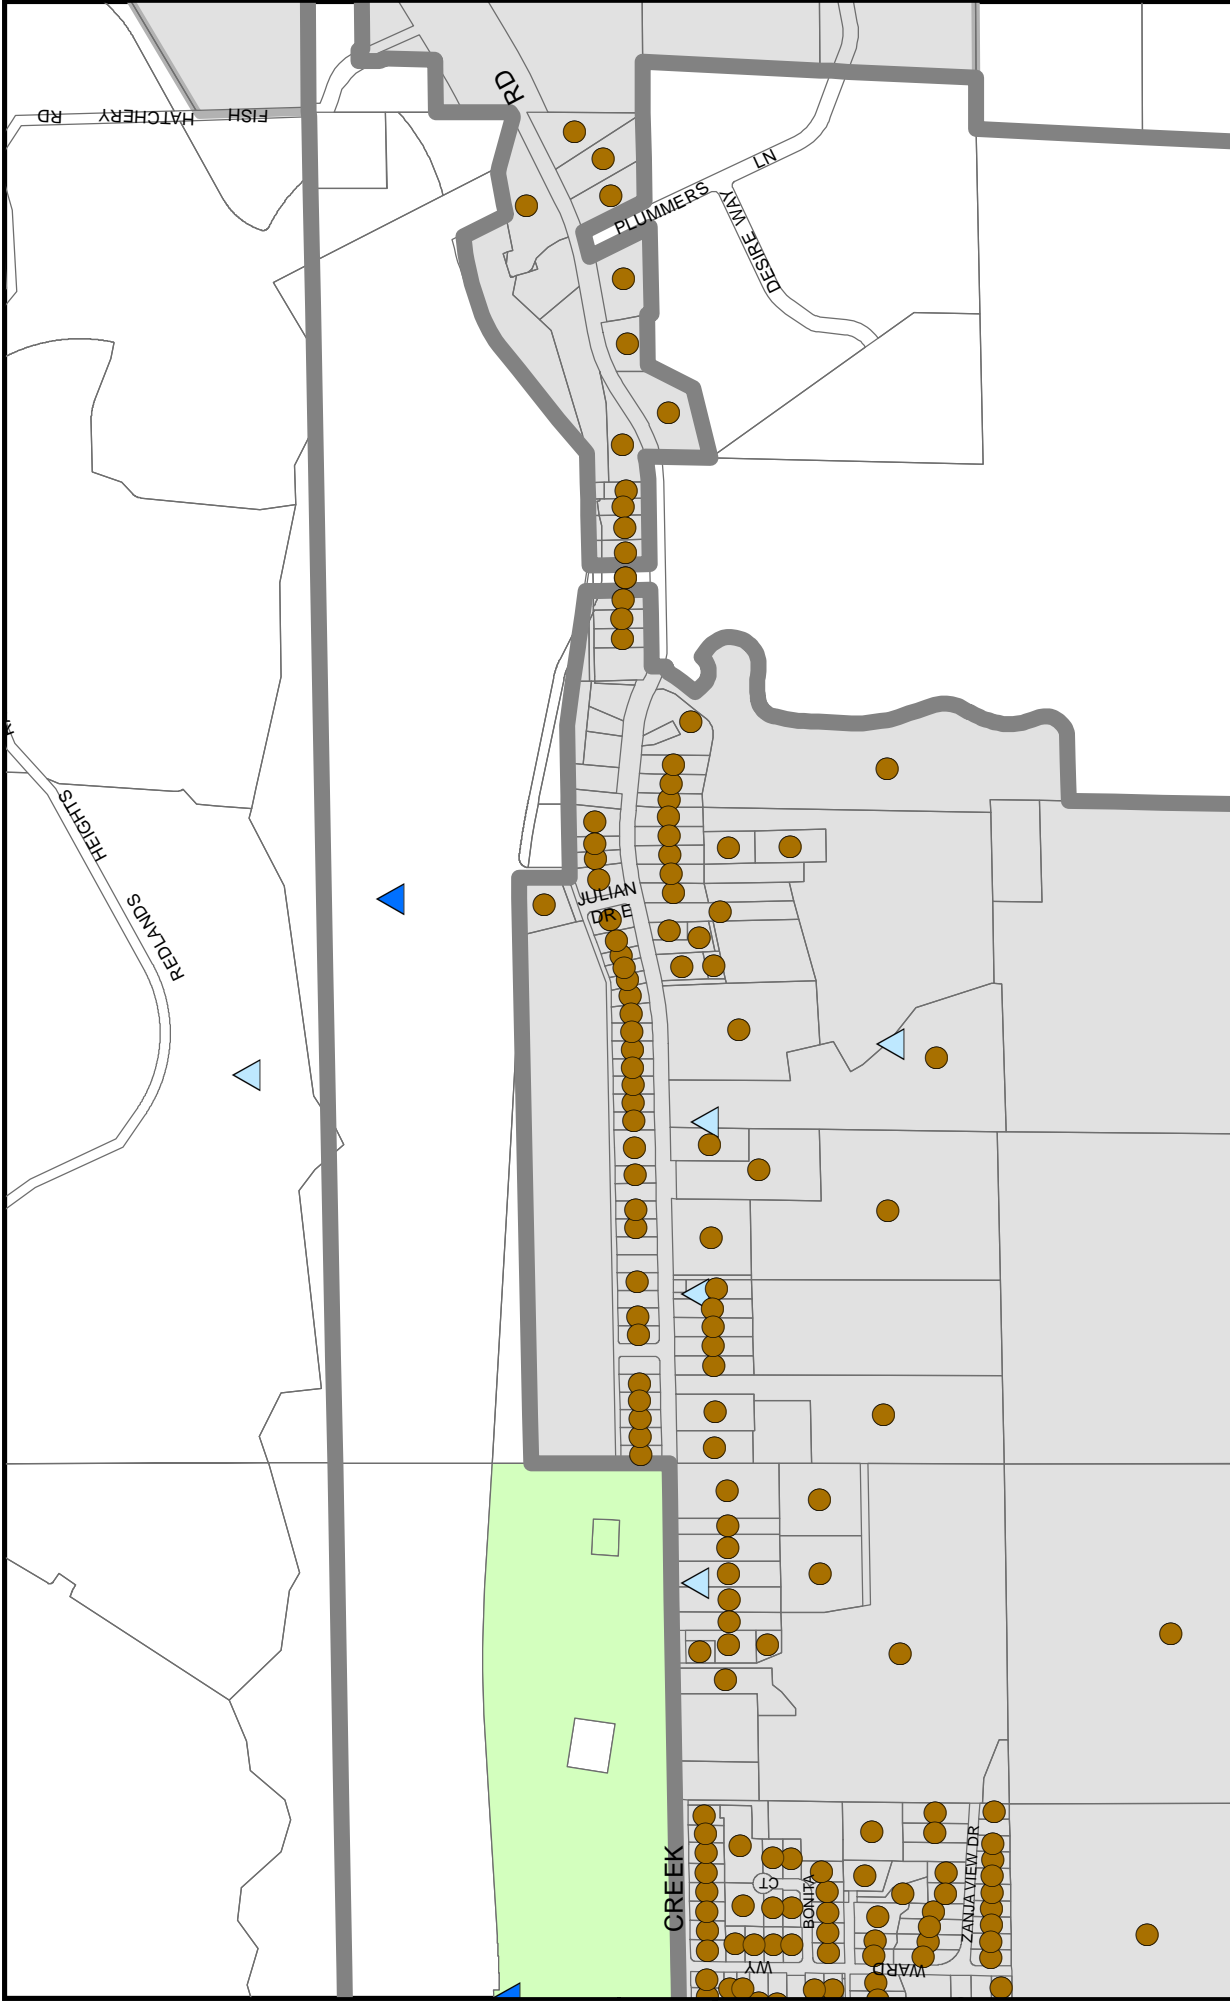 RD
FISH HATCHERY RD
PLUMMERS LN
DESIRE WAY
HEIGHTS
REDLANDS
JULIAN
DR E
CREEK
CT
BONITA
ZANJA VIEW DR
WY
WARD